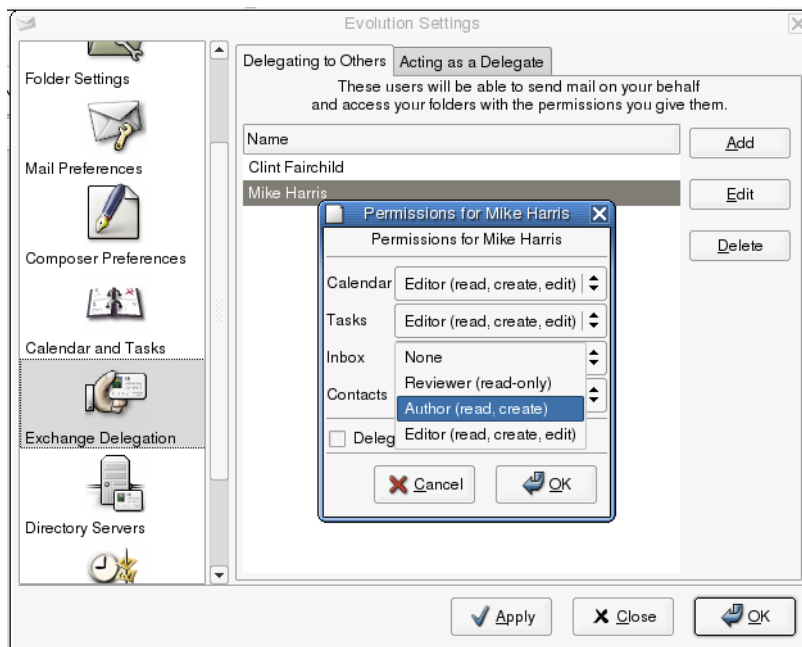 Evolution Settings
Folder Settings
Mail Preferences
Composer Preferences
Calendar and Tasks
Exchange Delegation
Directory Servers
Delegating to Others
Acting as a Delegate
These users will be able to send mail on your behalf
and access your folders with the permissions you give them.
Name
Clint Fairchild
Mike Harris
Add
Edit
Delete
Permissions for Mike Harris
Permissions for Mike Harris
Calendar Editor (read, create, edit)
Tasks Editor (read, create, edit)
Inbox None
Reviewer (read-only)
Contacts Author (read, create)
Deleg Editor (read, create, edit)
Cancel
OK
Apply
Close
OK